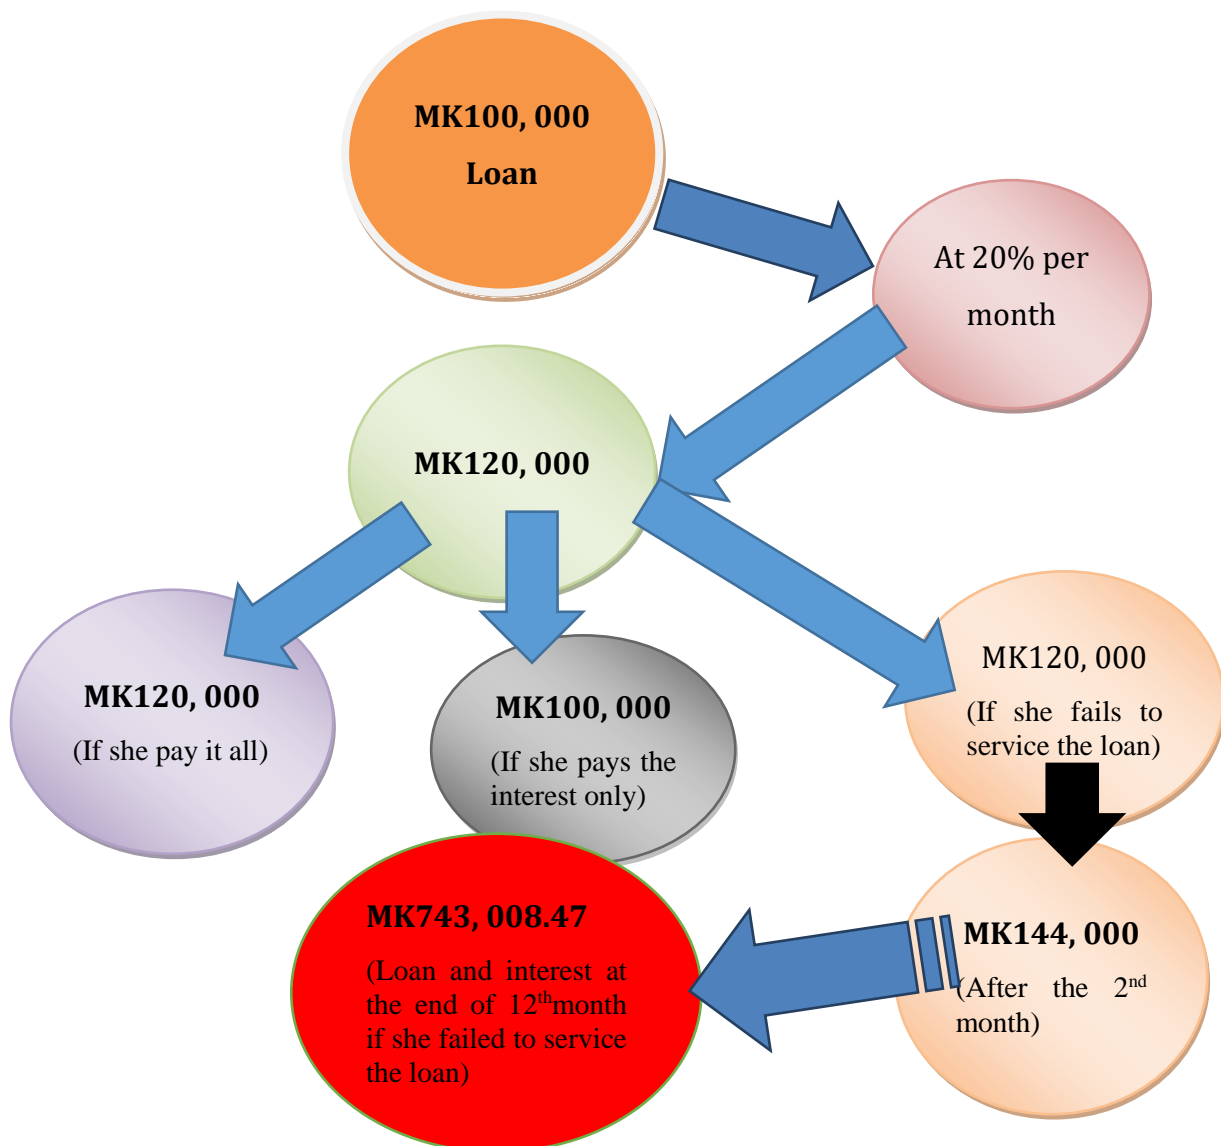 MK100, 000
Loan
At 20% per
month
MK120, 000
MK120, 000
(If she pay it all)
MK100, 000
(If she pays the
interest only)
MK120, 000
(If she fails to
service the loan)
MK144, 000
(After the 2nd
month)
MK743, 008.47
(Loan and interest at
the end of 12thmonth
if she failed to service
the loan)